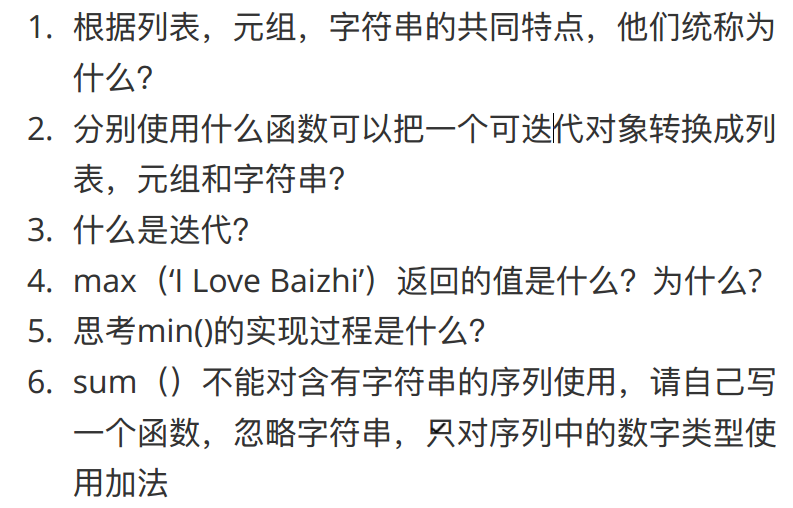 1. 根据列表，元组，字符串的共同特点，他们统称为
什么？
2. 分别使用什么函数可以把一个可迭代对象转换成列
表，元组和字符串？
3. 什么是迭代？
4. max（‘I Love Baizhi’）返回的值是什么？为什么？
5. 思考min()的实现过程是什么？
6. sum（）不能对含有字符串的序列使用，请自己写
一个函数，忽略字符串，只对序列中的数字类型使
用加法